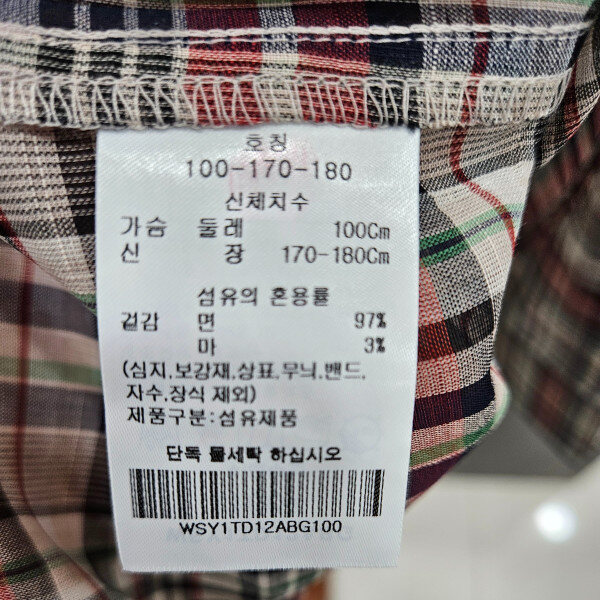 호칭
100-170-180
신체치수
가슴 둘레 100Cm
신 장 170-180Cm
섬유의 혼용률
겉감 면 97%
마 3%
(심지.보강재.상표.무늬.밴드.
자수.장식 제외)
제품구분:섬유제품
단독 물세탁 하십시오
WSY1TD12ABG100